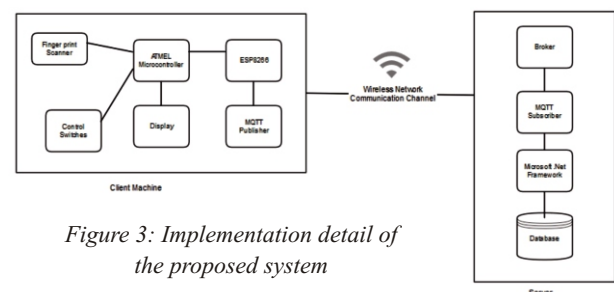 Finger print
Scanner
ATMEL
Microcontroller
ESP8266
Control
Switches
Display
MQTT
Publisher
Client Machine
Wireless Network
Communication Channel
Broker
MQTT
Subscriber
Microsoft .Net
Framework
Database
Server
Figure 3: Implementation detail of
the proposed system